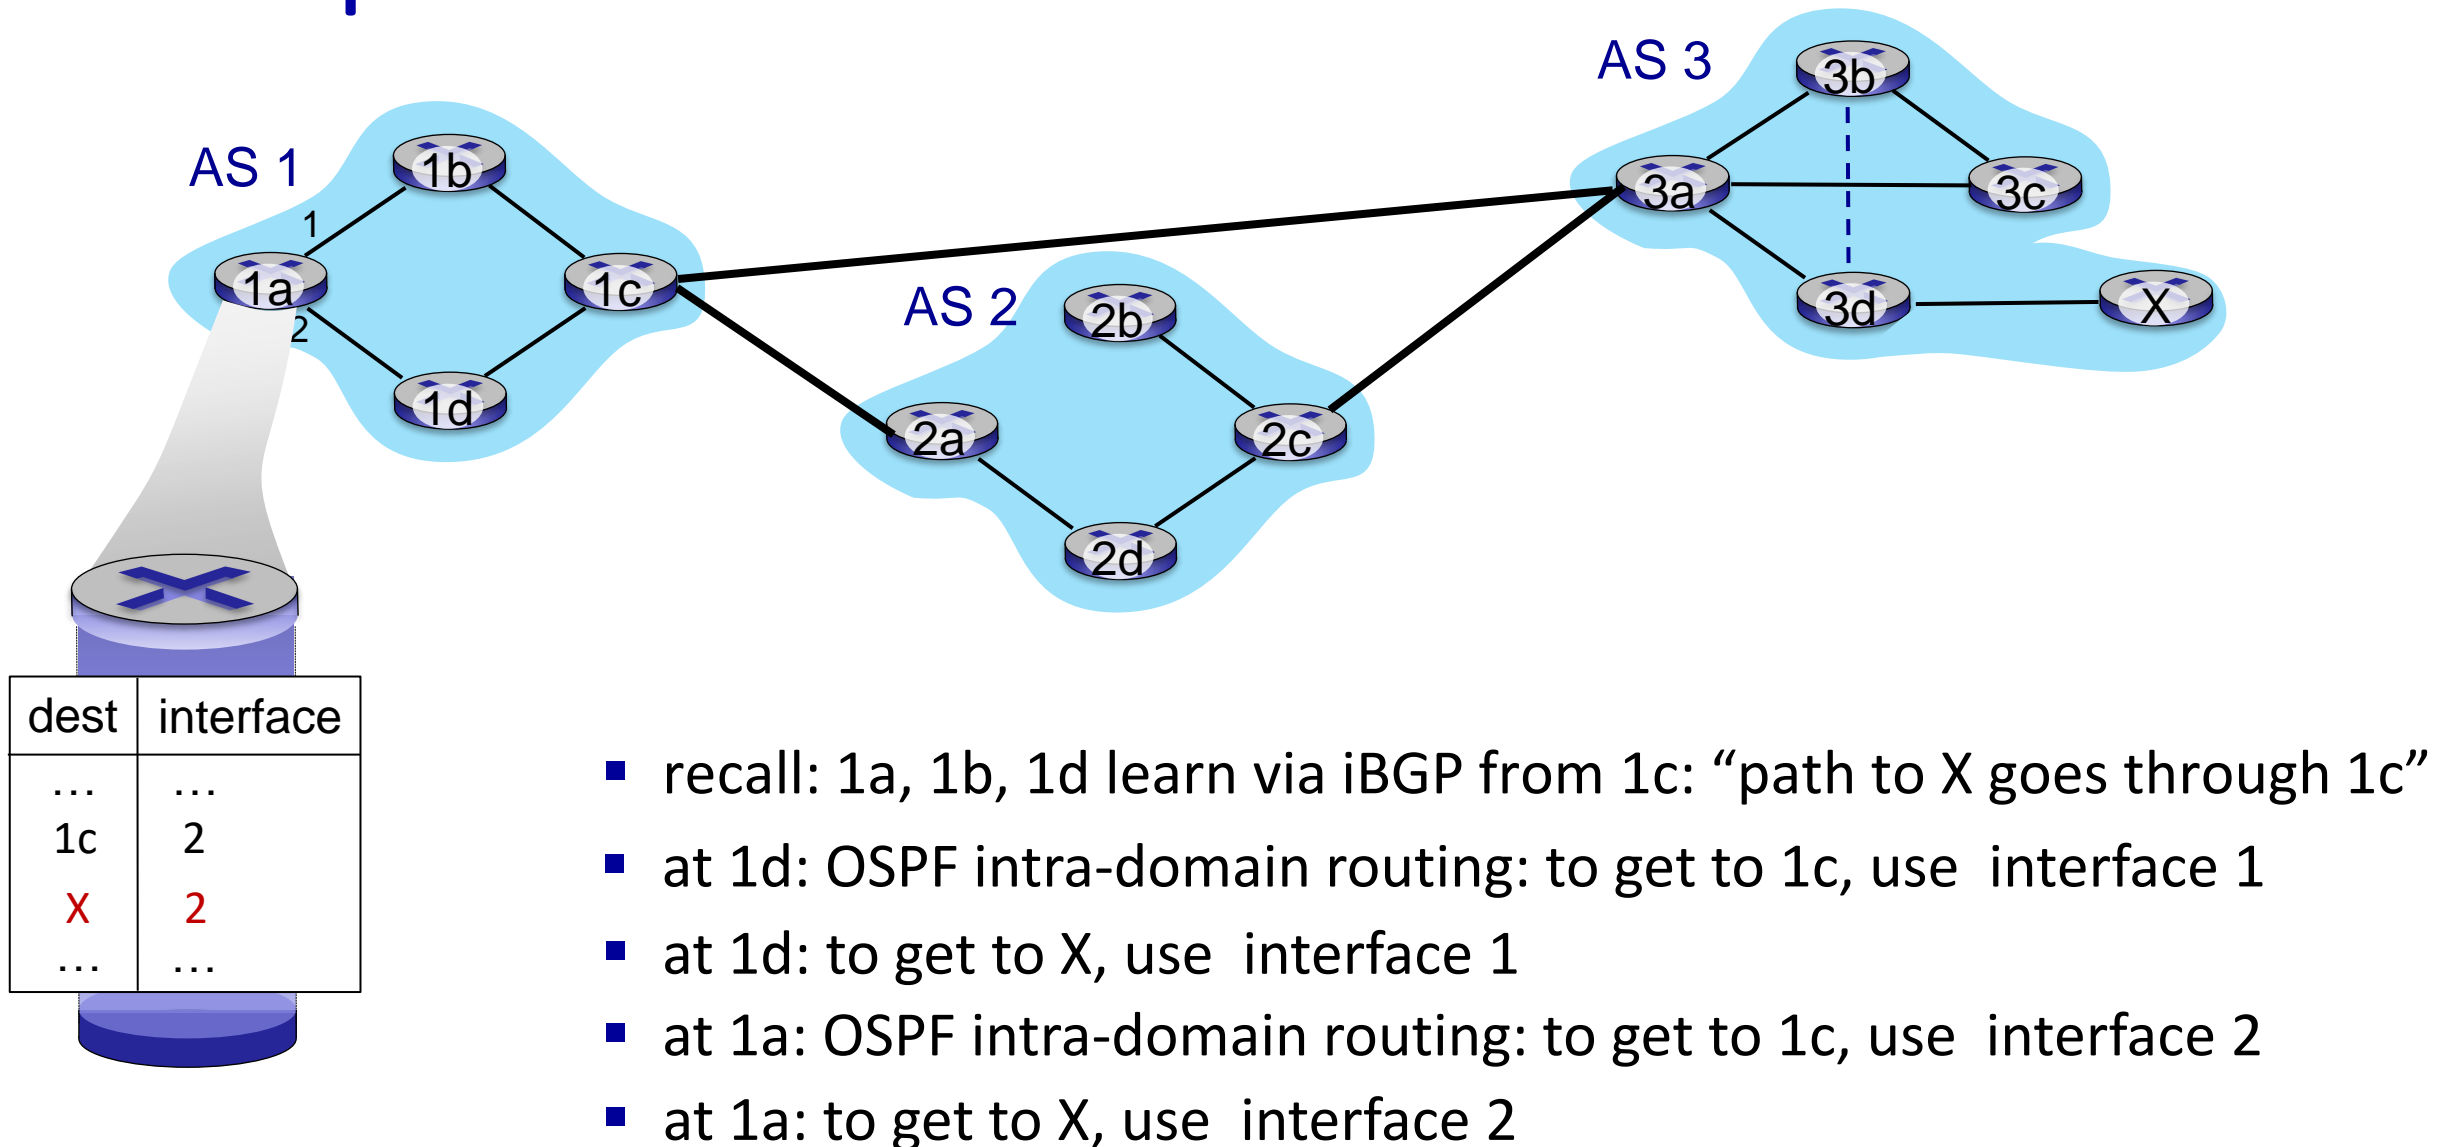 AS 3
3b
AS 1
1b
3a
3c
1
1a
1c
2
AS 2
2b
3d
X
1d
2a
2c
2d
dest interface
... ...
1c 2
X 2
... ...
▪ recall: 1a, 1b, 1d learn via iBGP from 1c: “path to X goes through 1c”
▪ at 1d: OSPF intra-domain routing: to get to 1c, use interface 1
▪ at 1d: to get to X, use interface 1
▪ at 1a: OSPF intra-domain routing: to get to 1c, use interface 2
▪ at 1a: to get to X, use interface 2